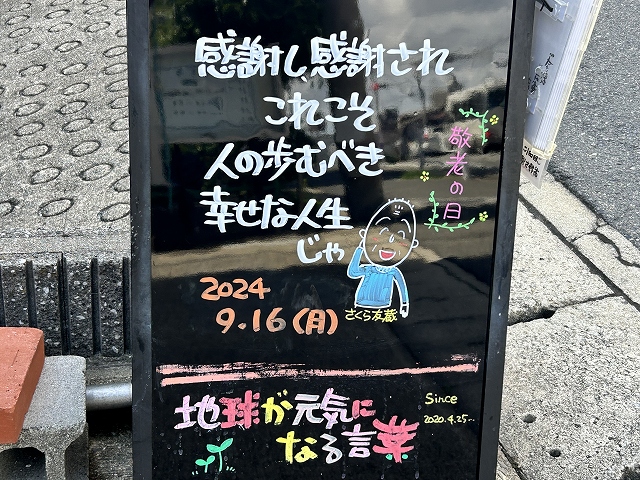 感謝し、感謝され
これこそ
人の歩むべき
幸せな人生
じゃ
敬老の日
さくら友蔵
2024
9.16(月)
地球が元気に
なる言葉
Since
2020.4.25〜